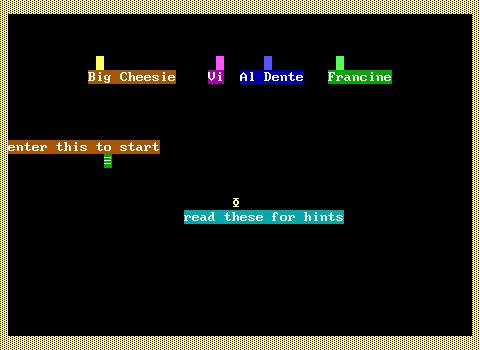 Big Cheesie Vi Al Dente Francine
enter this to start
read these for hints